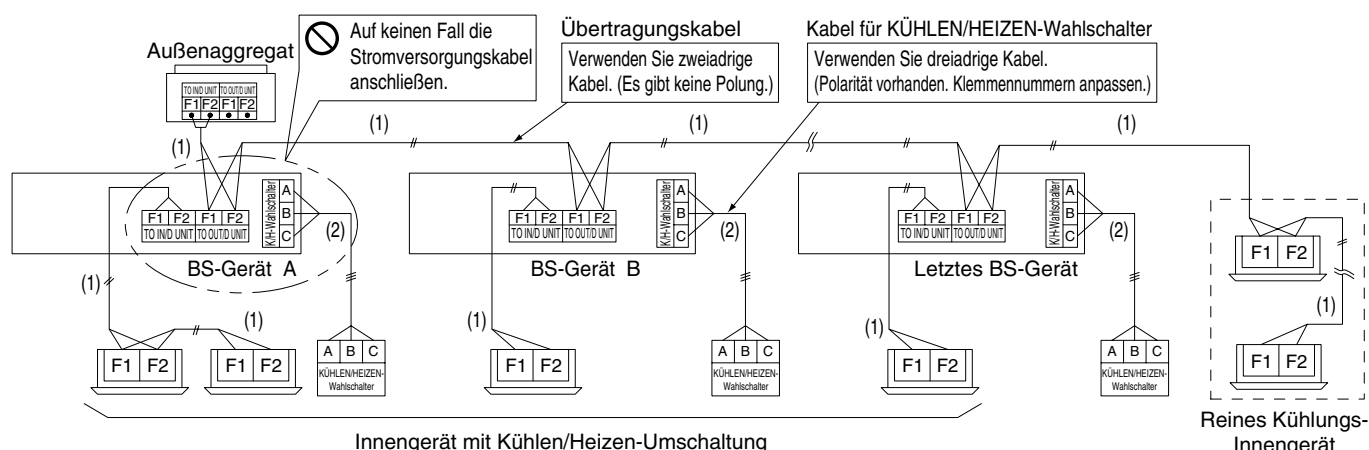 Außenaggregat
TO IN/D UNIT TO OUT/D UNIT
F1 F2 F1 F2
Auf keinen Fall die
Stromversorgungskabel
anschließen.
Übertragungskabel
Verwenden Sie zweiadrige
Kabel. (Es gibt keine Polung.)
Kabel für KÜHLEN/HEIZEN-Wahlschalter
Verwenden Sie dreiadrige Kabel.
(Polarität vorhanden. Klemmennummern anpassen.)
(1)
(1)
(1)
(1)
F1 F2 F1 F2
TO IN/D UNIT TO OUT/D UNIT
K/H-Wahlschalter
A
B
C
(2)
BS-Gerät A
F1 F2 F1 F2
TO IN/D UNIT TO OUT/D UNIT
K/H-Wahlschalter
A
B
C
(2)
BS-Gerät B
F1 F2 F1 F2
TO IN/D UNIT TO OUT/D UNIT
K/H-Wahlschalter
A
B
C
(2)
Letztes BS-Gerät
F1 F2
(1)
F1 F2
(1)
(1)
F1 F2
F1 F2
A B C
KÜHLEN/HEIZEN-
Wahlschalter
(1)
F1 F2
A B C
KÜHLEN/HEIZEN-
Wahlschalter
(1)
F1 F2
A B C
KÜHLEN/HEIZEN-
Wahlschalter
Innengerät mit Kühlen/Heizen-Umschaltung
Reines Kühlungs-
Innengerät